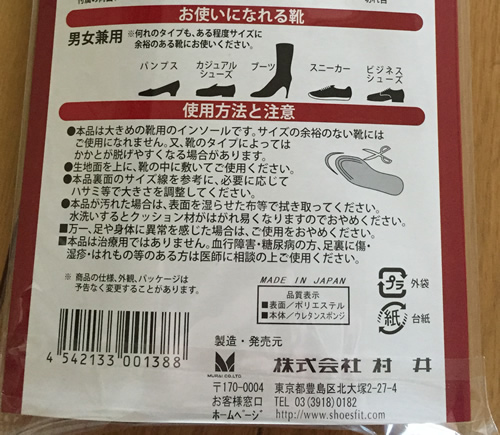 お使いになれる靴
男女兼用
※何れのタイプも、ある程度サイズに
余裕のある靴にお使いください。
パンプス
カジュアル
シューズ
ブーツ
スニーカー
ビジネス
シューズ
使用方法と注意
●本品は大きめの靴用のインソールです。サイズの余裕のない靴には
ご使用になれません。又、靴のタイプによっては
かかとが脱げやすくなる場合があります。
●生地面を上に、靴の中に敷いてご使用ください。
●本品裏面のサイズ線を参考に、必要に応じて
ハサミ等で大きさを調整してください。
●本品が汚れた場合は、表面を湿らせた布等で拭き取ってください。
水洗いするとクッション材がはがれ易くなりますのでおやめください。
■万一、足や身体に異常を感じた場合は、ご使用をおやめください。
■本品は治療用ではありません。血行障害・糖尿病の方、足裏に傷・
湿疹・はれもの等のある方は医師に相談の上ご使用ください。
※商品の仕様、外観、パッケージは
予告なく変更することがあります。
MADE IN JAPAN
品質表示
■表面／ポリエステル
■本体／ウレタンスポンジ
プラ
外袋
紙
台紙
4 542133 001388
製造・発売元
MURAI CO.,LTD.
株式会社 村井
〒170-0004 東京都豊島区北大塚2-27-4
お客様窓口 TEL 03(3918)0182
ホームページ http://www.shoesfit.com/